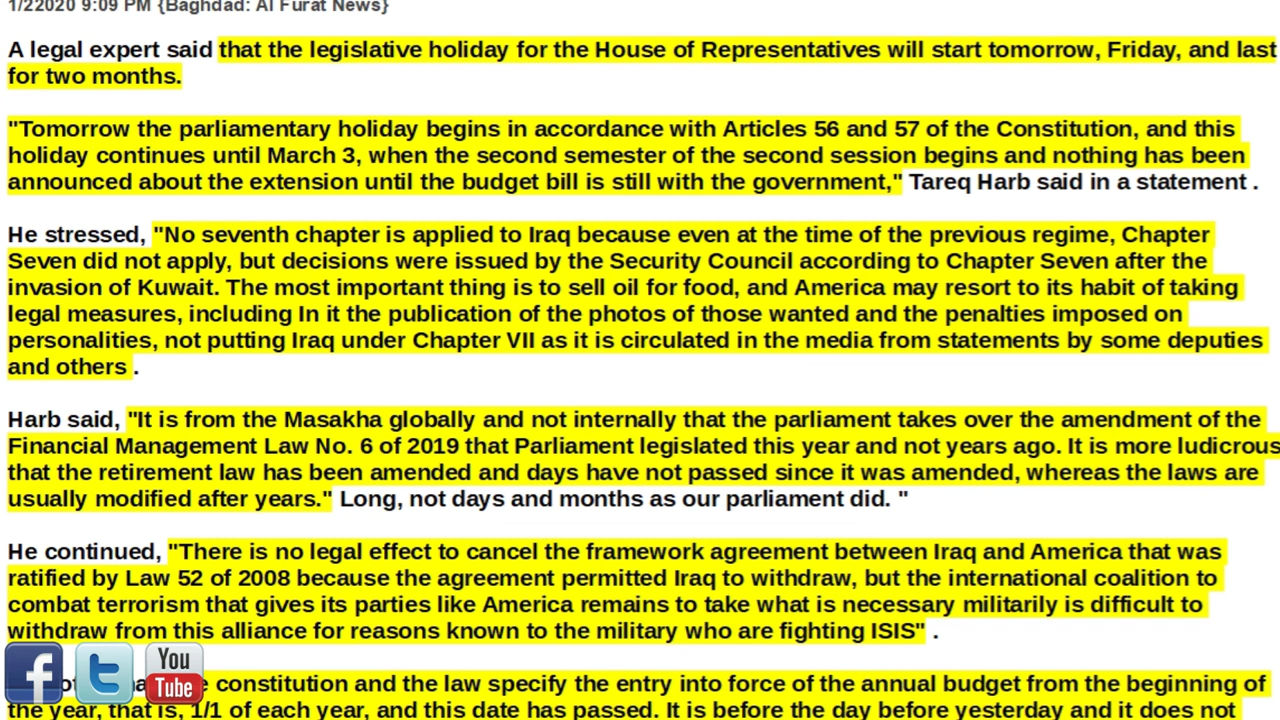 1/22020 9:09 PM {Baghdad: Al Furat News}
A legal expert said that the legislative holiday for the House of Representatives will start tomorrow, Friday, and last
for two months.
"Tomorrow the parliamentary holiday begins in accordance with Articles 56 and 57 of the Constitution, and this
holiday continues until March 3, when the second semester of the second session begins and nothing has been
announced about the extension until the budget bill is still with the government," Tareq Harb said in a statement .
He stressed, "No seventh chapter is applied to Iraq because even at the time of the previous regime, Chapter
Seven did not apply, but decisions were issued by the Security Council according to Chapter Seven after the
invasion of Kuwait. The most important thing is to sell oil for food, and America may resort to its habit of taking
legal measures, including In it the publication of the photos of those wanted and the penalties imposed on
personalities, not putting Iraq under Chapter VII as it is circulated in the media from statements by some deputies
and others .
Harb said, "It is from the Masakha globally and not internally that the parliament takes over the amendment of the
Financial Management Law No. 6 of 2019 that Parliament legislated this year and not years ago. It is more ludicrous
that the retirement law has been amended and days have not passed since it was amended, whereas the laws are
usually modified after years." Long, not days and months as our parliament did. "
He continued, "There is no legal effect to cancel the framework agreement between Iraq and America that was
ratified by Law 52 of 2008 because the agreement permitted Iraq to withdraw, but the international coalition to
combat terrorism that gives its parties like America remains to take what is necessary militarily is difficult to
withdraw from this alliance for reasons known to the military who are fighting ISIS" .
f t You Tube
constitution and the law specify the entry into force of the annual budget from the beginning of
the year, that is, 1/1 of each year, and this date has passed. It is before the day before yesterday and it does not